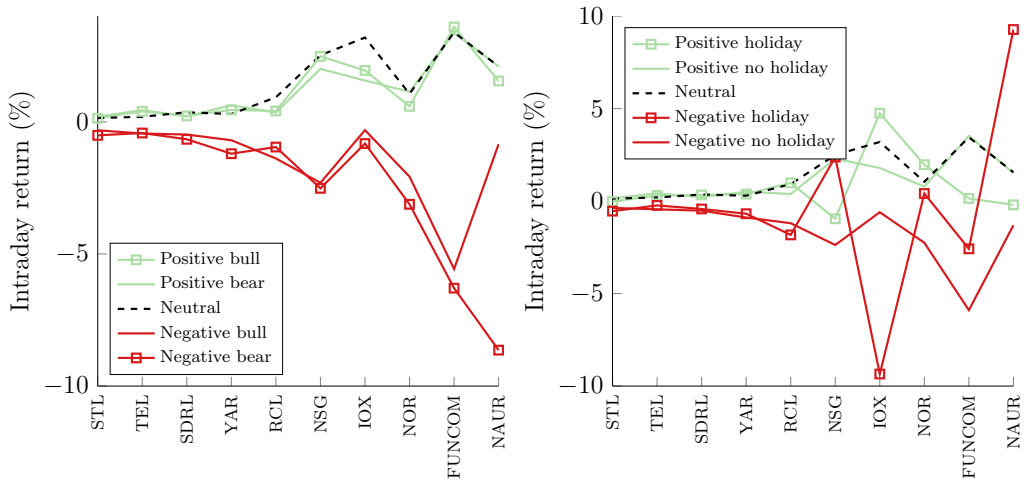 Intraday return (%)
0
−5
−10
Positive bull
Positive bear
Neutral
Negative bull
Negative bear
STL
TEL
SDRL
YAR
RCL
NSG
IOX
NOR
FUNCOM
NAUR
Intraday return (%)
10
5
0
−5
−10
Positive holiday
Positive no holiday
Neutral
Negative holiday
Negative no holiday
STL
TEL
SDRL
YAR
RCL
NSG
IOX
NOR
FUNCOM
NAUR